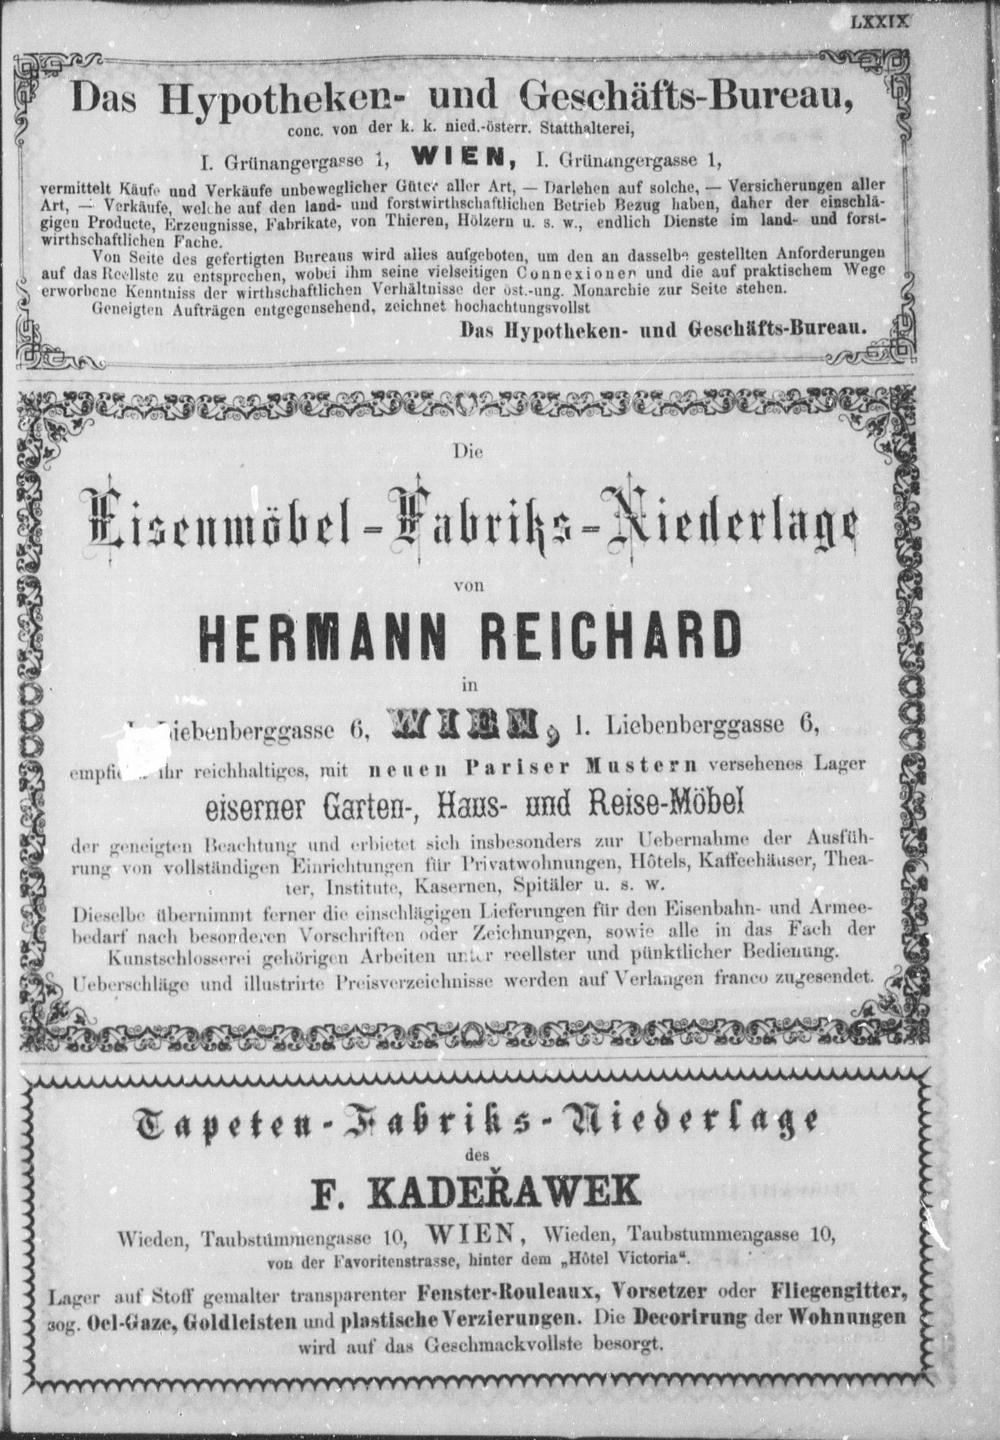 LXXIX
Das Hypotheken- und Geschäfts-Bureau,
conc. von der k. k. nied.-österr. Statthalterei,
I. Grünangergasse 1, WIEN, I. Grünangergasse 1,
vermittelt Käufe und Verkäufe unbeweglicher Güter aller Art, — Darlehen auf solche, — Versicherungen aller
Art, — Verkäufe, welche auf den land- und forstwirthschaftlichen Betrieb Bezug haben, daher der einschlä-
gigen Producte, Erzeugnisse, Fabrikate, von Thieren, Hölzern u. s. w., endlich Dienste im land- und forst-
wirthschaftlichen Fache.
Von Seite des gefertigten Bureaus wird alles aufgeboten, um den an dasselbe gestellten Anforderungen
auf das Reellste zu entsprechen, wobei ihm seine vielseitigen Connexionen und die auf praktischem Wege
erworbene Kenntniss der wirthschaftlichen Verhältnisse der öst.-ung. Monarchie zur Seite stehen.
Geneigten Aufträgen entgegensehend, zeichnet hochachtungsvollst
Das Hypotheken- und Geschäfts-Bureau.
Die
Eisenmöbel-Fabriks-Niederlage
von
HERMANN REICHARD
in
iebenberggasse 6, WIEN, 1. Liebenberggasse 6,
ihr reichhaltiges, mit neuen Pariser Mustern versehenes Lager
eiserner Garten-, Haus- und Reise-Möbel
der geneigten Beachtung und erbietet sich insbesonders zur Uebernahme der Ausfüh-
rung von vollständigen Einrichtungen für Privatwohnungen, Hôtels, Kaffeehäuser, Thea-
ter, Institute, Kasernen, Spitäler u. s. w.
Dieselbe übernimmt ferner die einschlägigen Lieferungen für den Eisenbahn- und Armee-
bedarf nach besonderen Vorschriften oder Zeichnungen, sowie alle in das Fach der
Kunstschlosserei gehörigen Arbeiten unter reellster und pünktlicher Bedienung.
Ueberschläge und illustrirte Preisverzeichnisse werden auf Verlangen franco zugesendet.
Tapeten-Fabriks-Niederlage
des
F. KADEŘAWEK
Wieden, Taubstummengasse 10, WIEN, Wieden, Taubstummengasse 10,
von der Favoritenstrasse, hinter dem „Hôtel Victoria“.
Lager auf Stoff gemalter transparenter Fenster-Rouleaux, Vorsetzer oder Fliegengitter,
sog. Oel-Gaze, Goldleisten und plastische Verzierungen. Die Decorirung der Wohnungen
wird auf das Geschmackvollste besorgt.